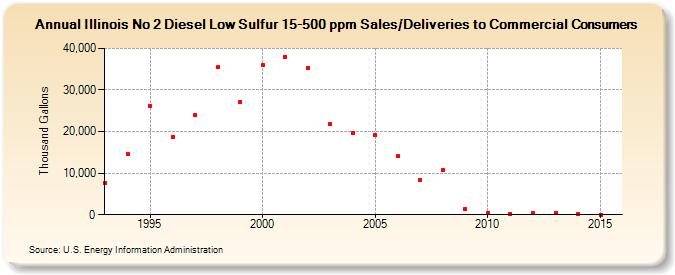 Annual Illinois No 2 Diesel Low Sulfur 15-500 ppm Sales/Deliveries to Commercial Consumers
Thousand Gallons
40,000
30,000
20,000
10,000
0
1995 2000 2005 2010 2015
Source: U.S. Energy Information Administration